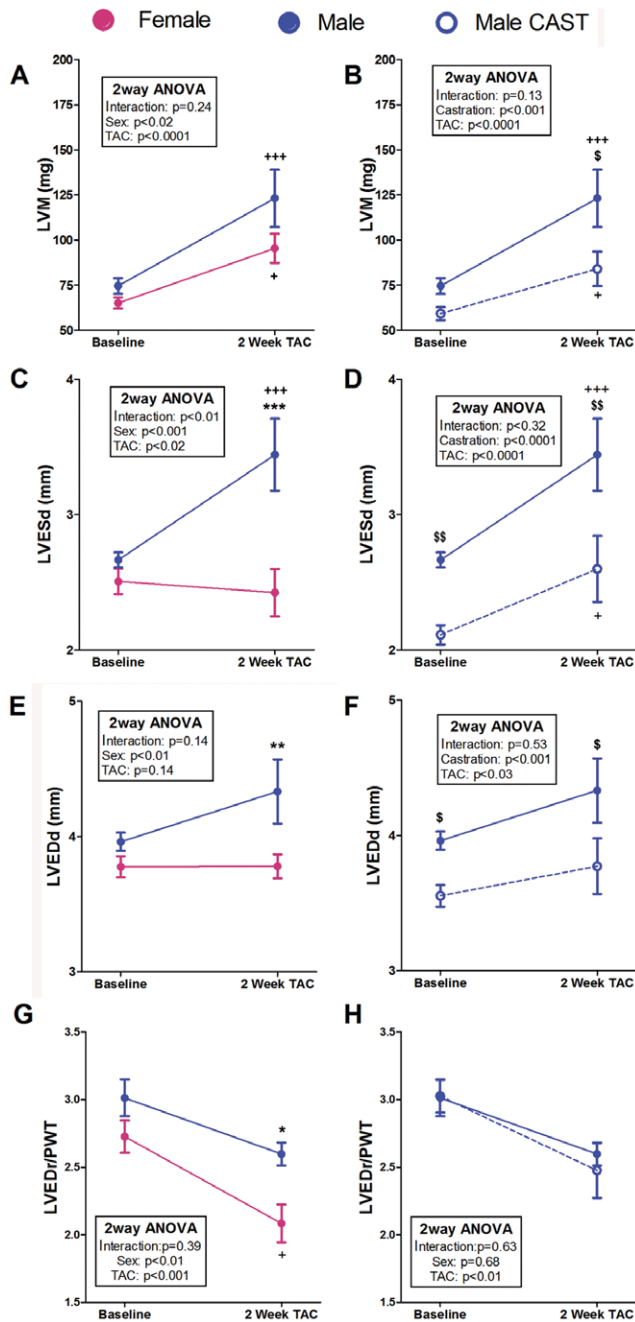 Female Male Male CAST
A
2way ANOVA
Interaction: p=0.24
Sex: p<0.02
TAC: p<0.0001
+++
+
LVM (mg)
200
175
150
125
100
75
50
Baseline 2 Week TAC
B
2way ANOVA
Interaction: p=0.13
Castration: p<0.001
TAC: p<0.0001
+++
$
+
LVM (mg)
200
175
150
125
100
75
50
Baseline 2 Week TAC
C
2way ANOVA
Interaction: p<0.01
Sex: p<0.001
TAC: p<0.02
+++
***
LVESd (mm)
4
3
2
Baseline 2 Week TAC
D
2way ANOVA
Interaction: p<0.32
Castration: p<0.0001
TAC: p<0.0001
+++
$$
$$
+
LVESd (mm)
4
3
2
Baseline 2 Week TAC
E
2way ANOVA
Interaction: p=0.14
Sex: p<0.01
TAC: p=0.14
**
LVEDd (mm)
5
4
3
Baseline 2 Week TAC
F
2way ANOVA
Interaction: p=0.53
Castration: p<0.001
TAC: p<0.03
$
$
LVEDd (mm)
5
4
3
Baseline 2 Week TAC
G
*
+
2way ANOVA
Interaction:p=0.39
Sex: p<0.01
TAC: p<0.001
LVEDr/PWT
3.5
3.0
2.5
2.0
1.5
Baseline 2 Week TAC
H
2way ANOVA
Interaction:p=0.63
Sex: p=0.68
TAC: p<0.01
LVEDr/PWT
3.5
3.0
2.5
2.0
1.5
Baseline 2 Week TAC